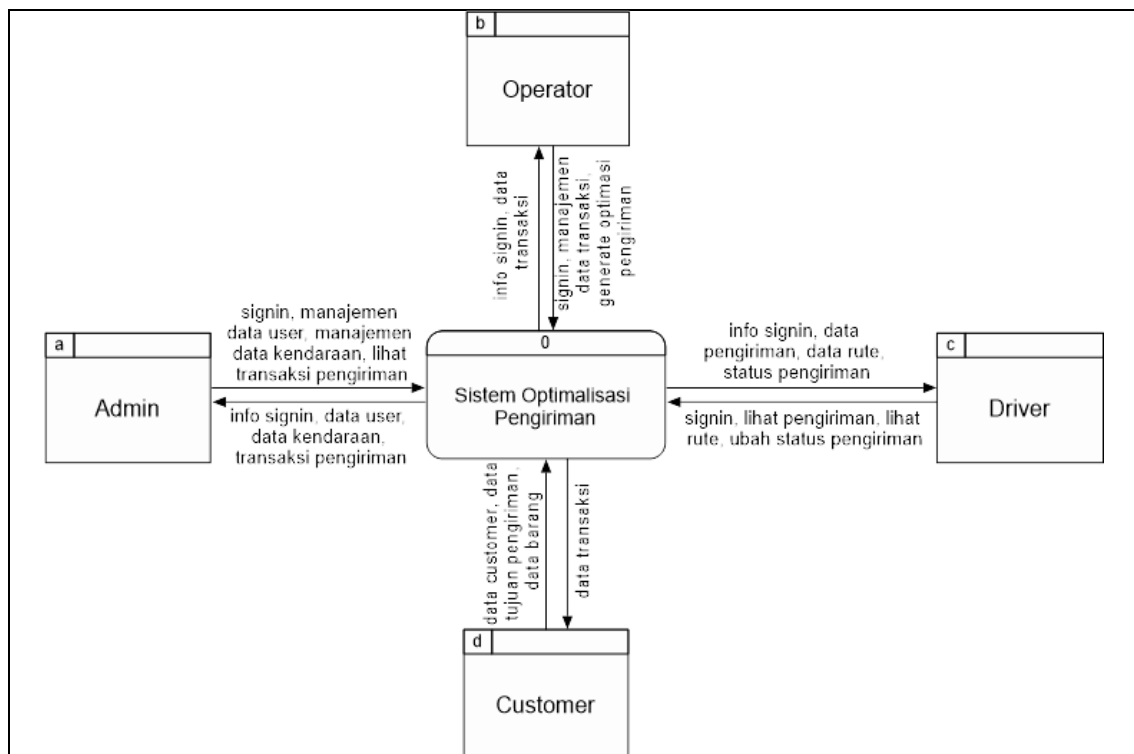 b
Operator
info signin, data
transaksi
signin, manajemen
data transaksi,
generate optimasi
pengiriman
signin, manajemen
data user, manajemen
data kendaraan, lihat
transaksi pengiriman
a
Admin
info signin, data user,
data kendaraan,
transaksi pengiriman
0
Sistem Optimalisasi
Pengiriman
info signin, data
pengiriman, data rute,
status pengiriman
c
Driver
signin, lihat pengiriman, lihat
rute, ubah status pengiriman
data customer, data
tujuan pengiriman,
data barang
data transaksi
d
Customer